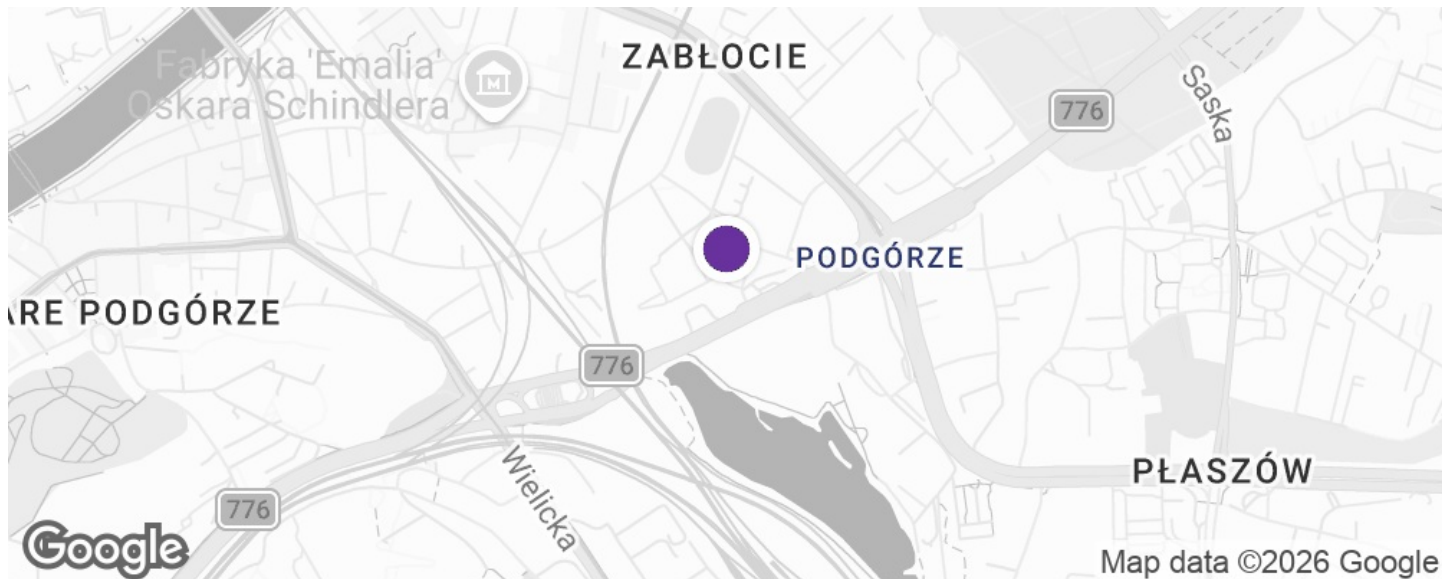 ZABŁOCIE
Fabryka 'Emalia'
Oskara Schindlera
776
Saska
PODGÓRZE
ARE PODGÓRZE
776
Wielicka
PŁASZÓW
776
Google
Map data ©2026 Google